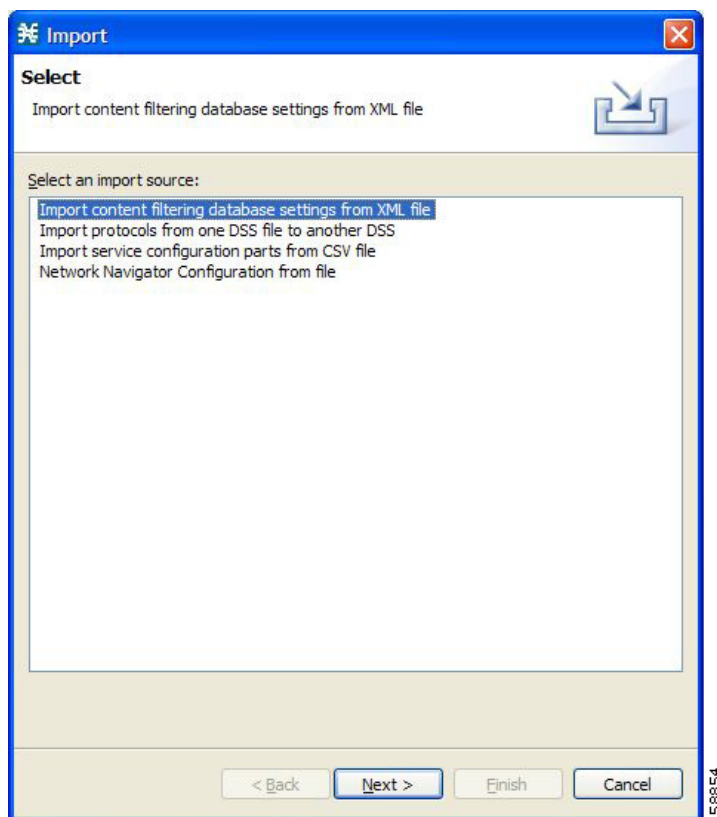 Import
Select
Import content filtering database settings from XML file
Select an import source:
Import content filtering database settings from XML file
Import protocols from one DSS file to another DSS
Import service configuration parts from CSV file
Network Navigator Configuration from file
< Back Next > Finish Cancel
58854